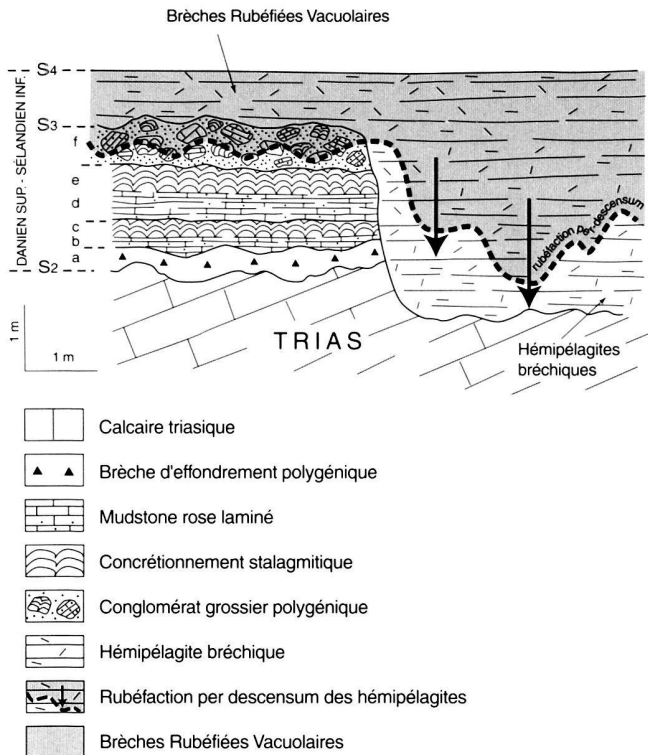 Brèches Rubéfiées Vacuolaires
DANIEN SUP. - SÉLANDIEN INF.
S4
S3
f
e
d
c
b
a
S2
rubéfaction per-descensum
1 m
1 m
TRIAS
Hémipélagites
bréchiques
Calcaire triasique
Brèche d'effondrement polygénique
Mudstone rose laminé
Concrétionnement stalagmitique
Conglomérat grossier polygénique
Hémipélagite bréchique
Rubéfaction per descensum des hémipélagites
Brèches Rubéfiées Vacuolaires